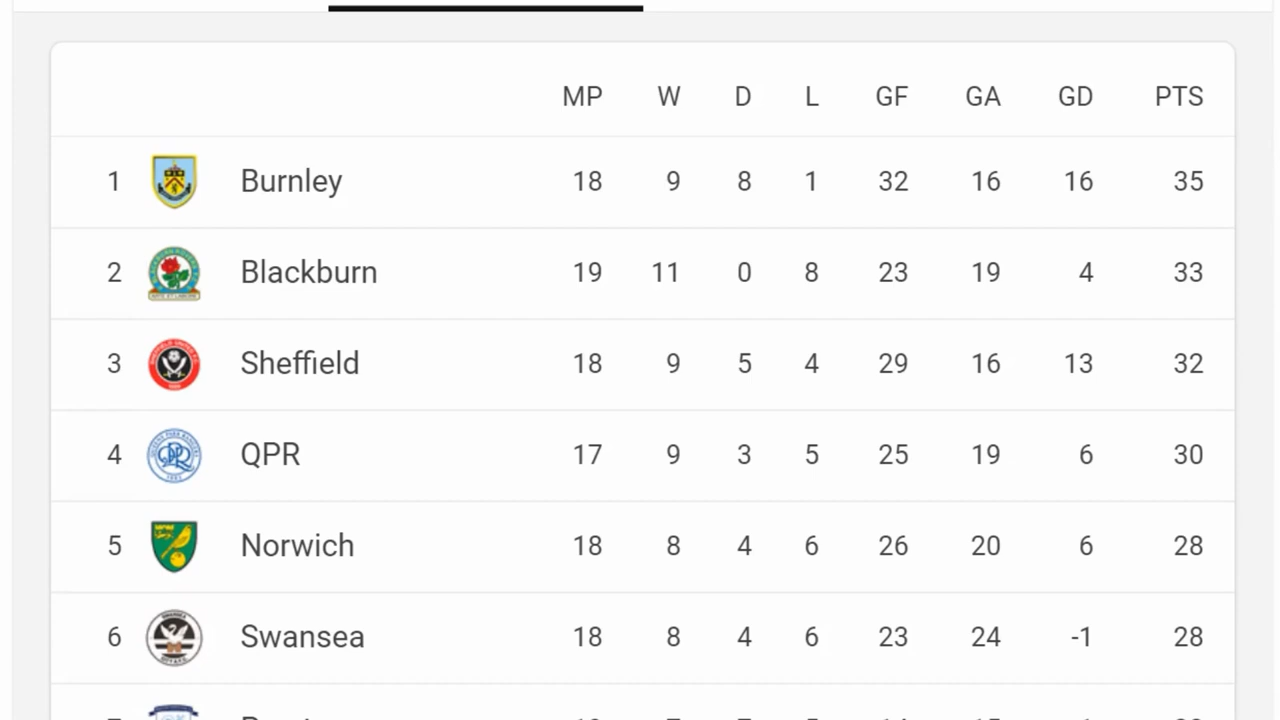 MP W D L GF GA GD PTS
1 Burnley 18 9 8 1 32 16 16 35
2 Blackburn 19 11 0 8 23 19 4 33
3 Sheffield 18 9 5 4 29 16 13 32
4 QPR 17 9 3 5 25 19 6 30
5 Norwich 18 8 4 6 26 20 6 28
6 Swansea 18 8 4 6 23 24 -1 28